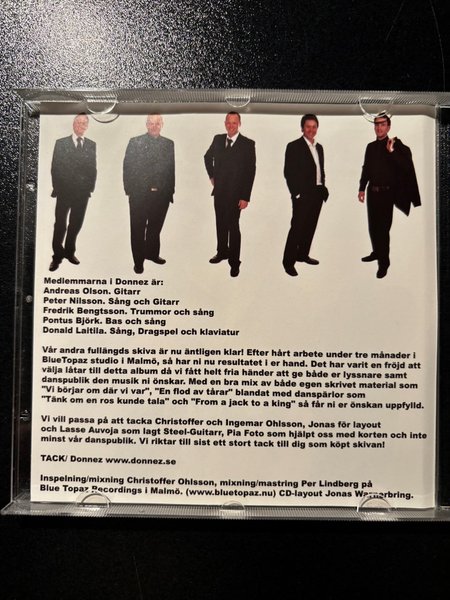 Medlemmarna i Donnez är:
Andreas Olson. Gitarr
Peter Nilsson. Sång och Gitarr
Fredrik Bengtsson. Trummor och sång
Pontus Björk. Bas och sång
Donald Laitila. Sång, Dragspel och klaviatur
Vår andra fullängds skiva är nu äntligen klar! Efter hårt arbete under tre månader i
BlueTopaz studio i Malmö, så har ni nu resultatet i er hand. Det har varit en fröjd att
välja låtar till detta album då vi fått helt fria händer att ge både er lyssnare samt
danspublik den musik ni önskar. Med en bra mix av både egen skrivet material som
"Vi börjar om där vi var", "En flod av tårar" blandat med danspärlor som
"Tänk om en ros kunde tala" och "From a jack to a king" så får ni er önskan uppfylld.
Vi vill passa på att tacka Christoffer och Ingemar Ohlsson, Jonas för layout
och Lasse Auvoja som lagt Steel-Guitarr, Pia Foto som hjälpt oss med korten och inte
minst vår danspublik. Vi riktar till sist ett stort tack till dig som köpt skivan!
TACK/ Donnez www.donnez.se
Inspelning/mixning Christoffer Ohlsson, mixning/mastring Per Lindberg på
Blue Topaz Recordings i Malmö. (www.bluetopaz.nu) CD-layout Jonas Warnerbring.